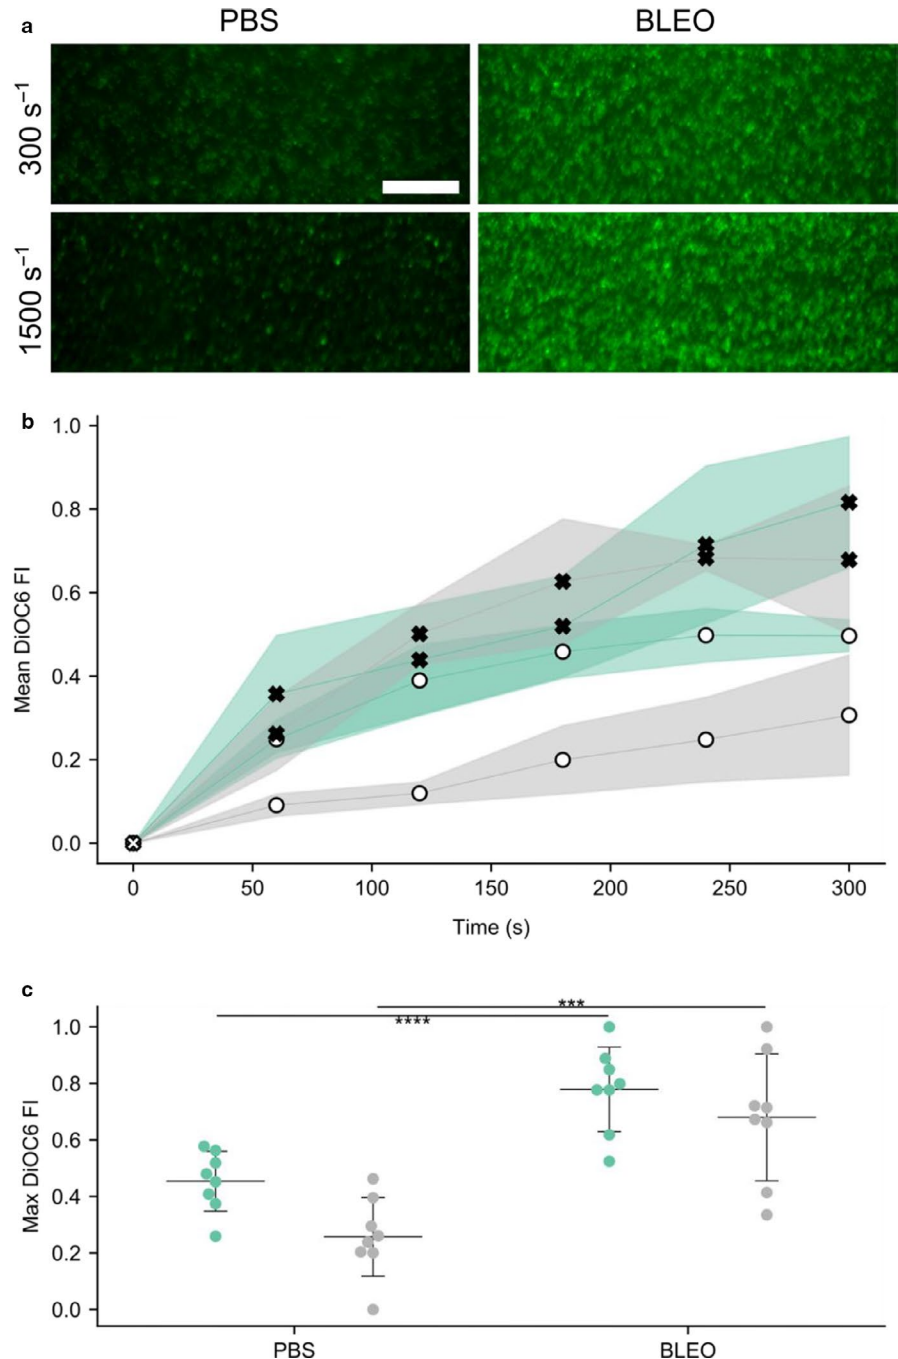 a
PBS BLEO
300 s⁻¹
1500 s⁻¹
b
1.0
0.8
0.6
0.4
0.2
0.0
Mean DiOC6 FI
0 50 100 150 200 250 300
Time (s)
c
***
****
1.0
0.8
0.6
0.4
0.2
0.0
Max DiOC6 FI
PBS BLEO